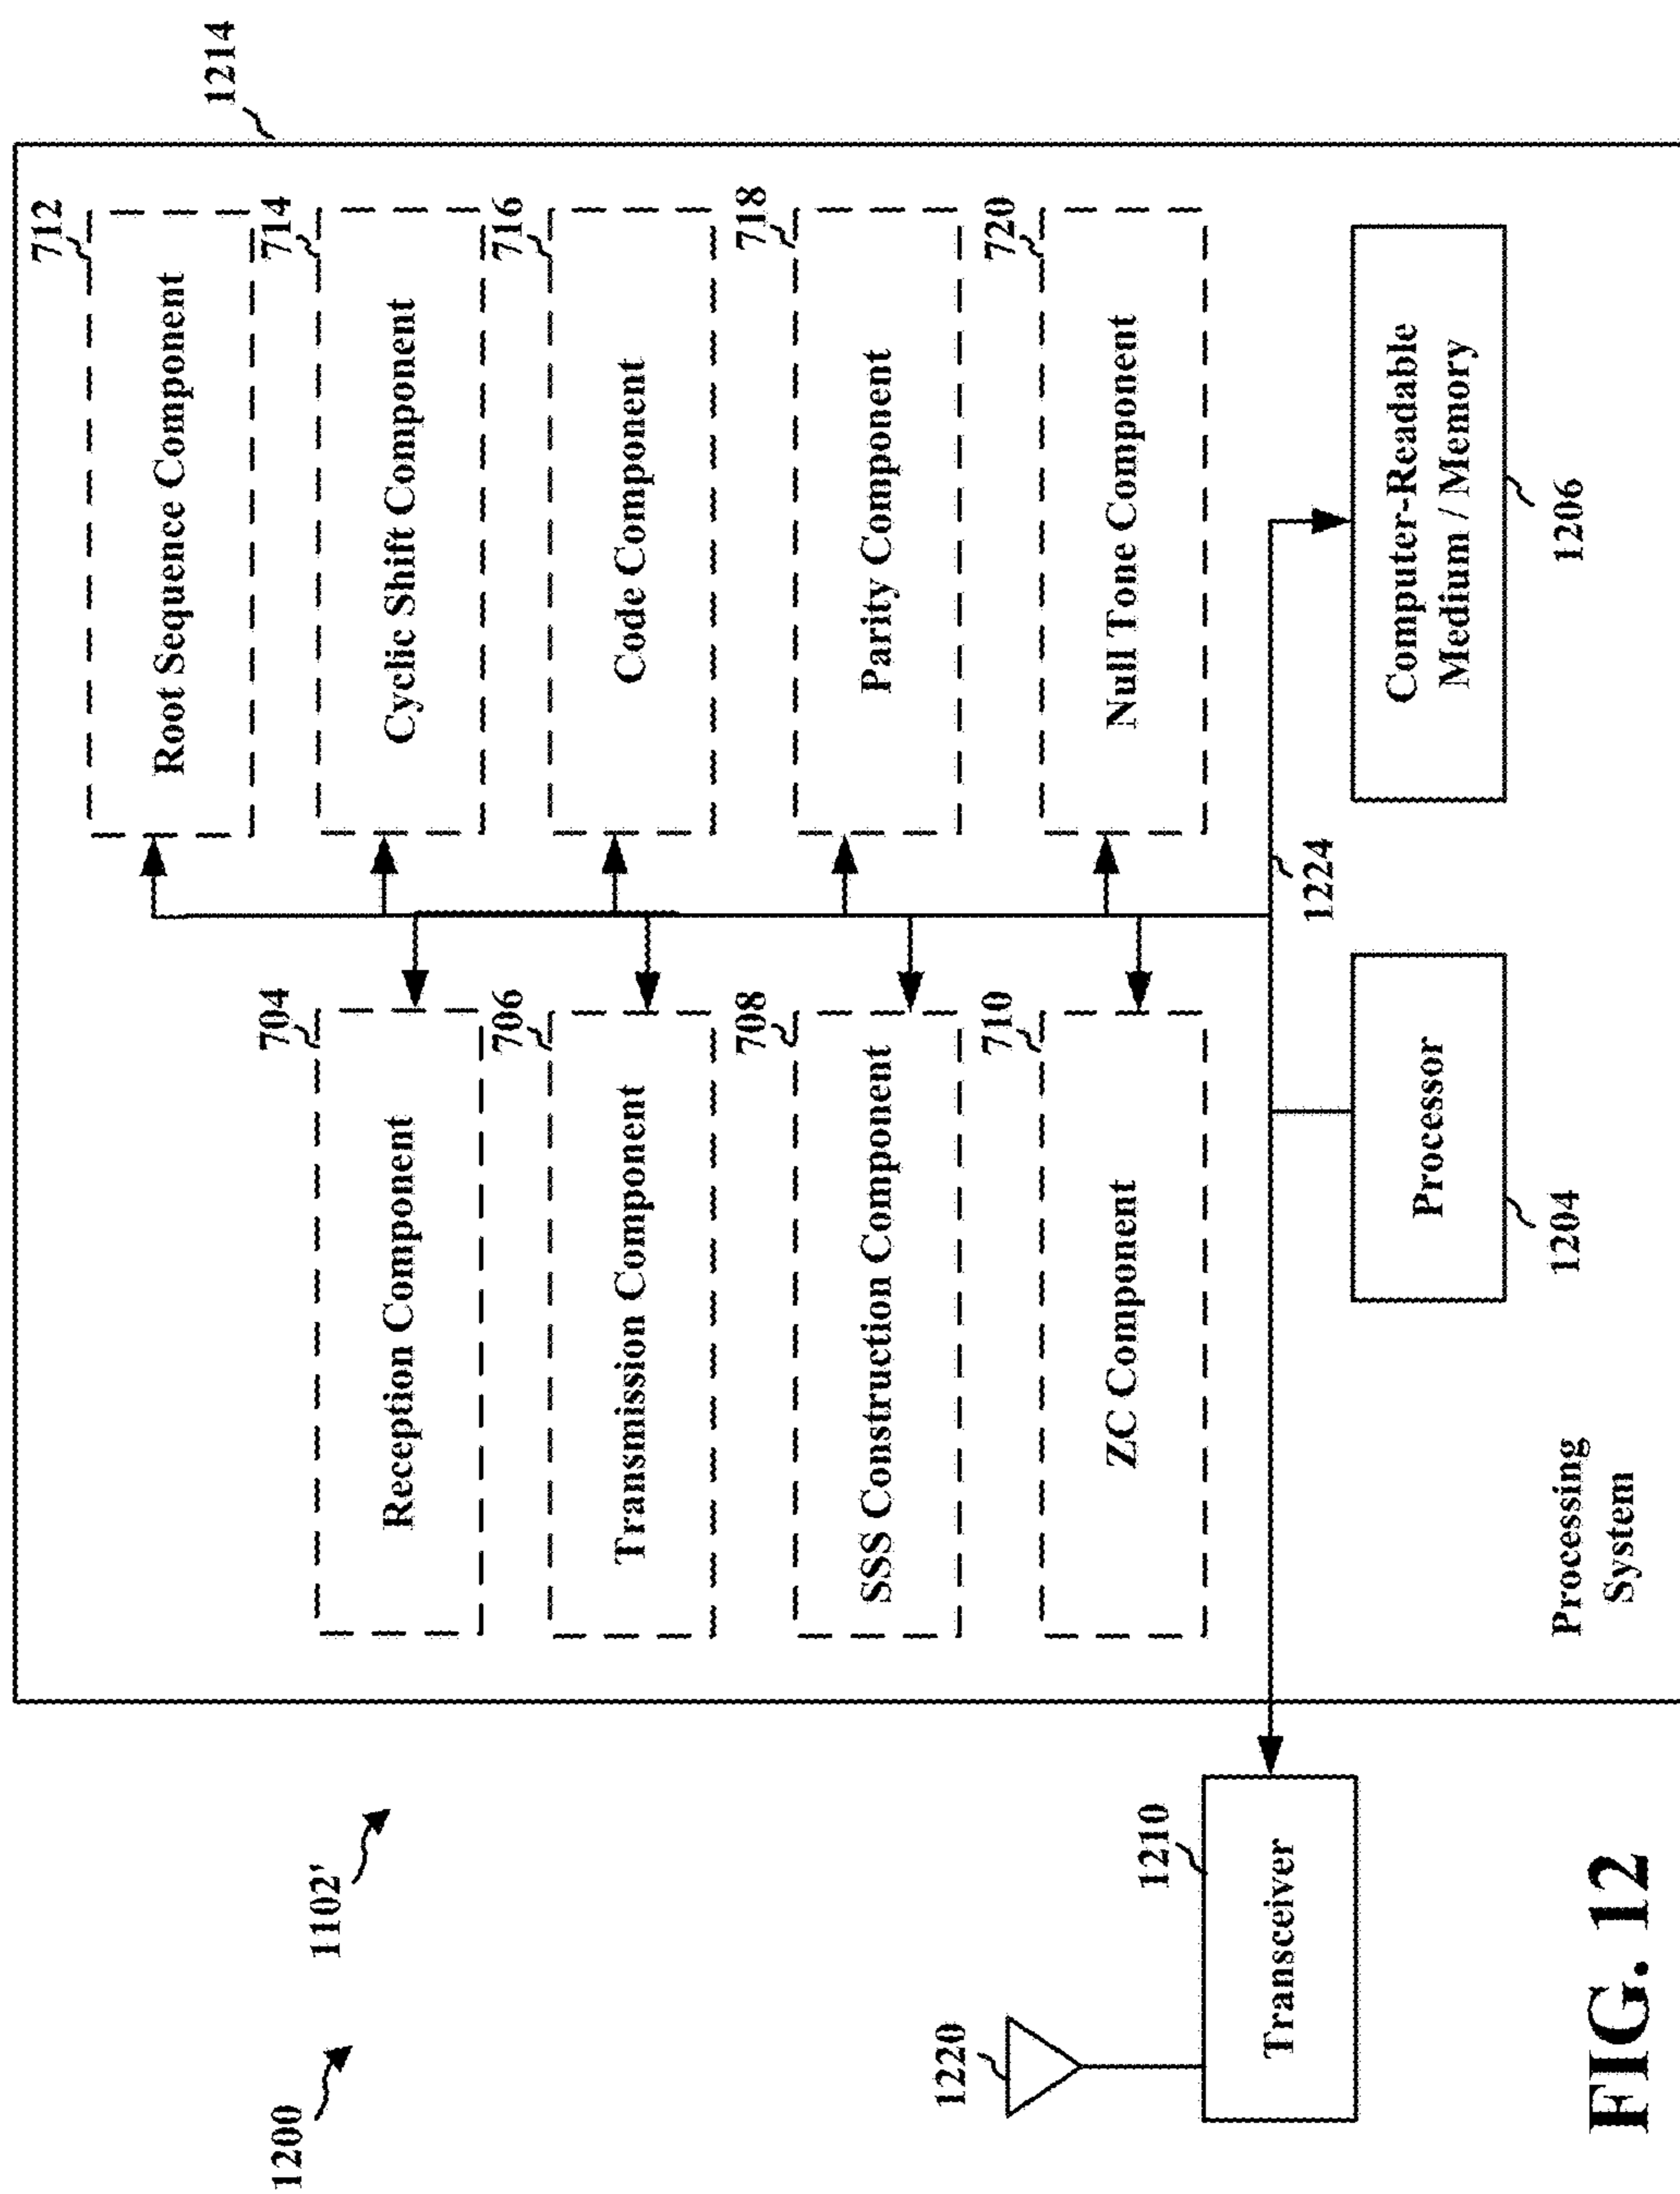 1200
1102'
1214
712
Root Sequence Component
704
Reception Component
714
Cyclic Shift Component
706
Transmission Component
716
Code Component
708
SSS Construction Component
718
Parity Component
710
ZC Component
720
Null Tone Component
1224
1220
1210
Transceiver
Processor
1204
Computer-Readable
Medium / Memory
1206
Processing
System
FIG. 12